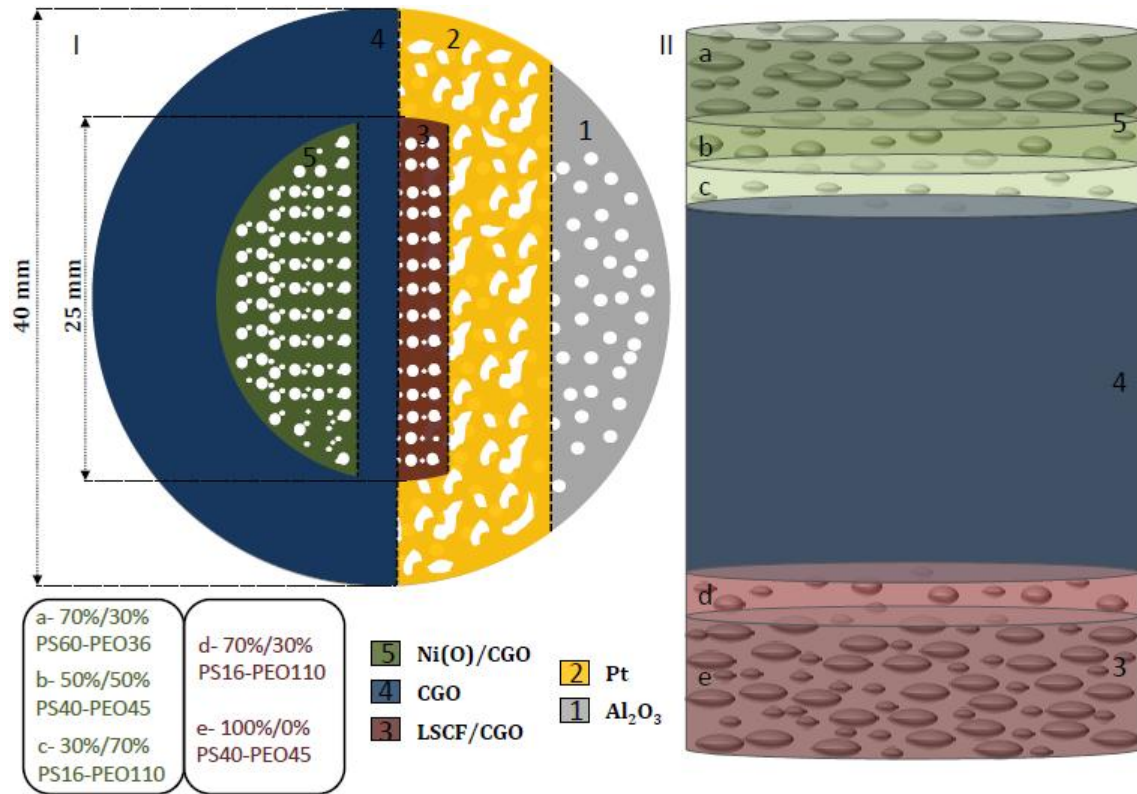 I
4
2
1
3
5
40 mm
25 mm
II
a
5
b
c
4
d
e
3
a- 70%/30%
PS60-PEO36
b- 50%/50%
PS40-PEO45
c- 30%/70%
PS16-PEO110
d- 70%/30%
PS16-PEO110
e- 100%/0%
PS40-PEO45
5 Ni(O)/CGO
4 CGO
3 LSCF/CGO
2 Pt
1 Al₂O₃